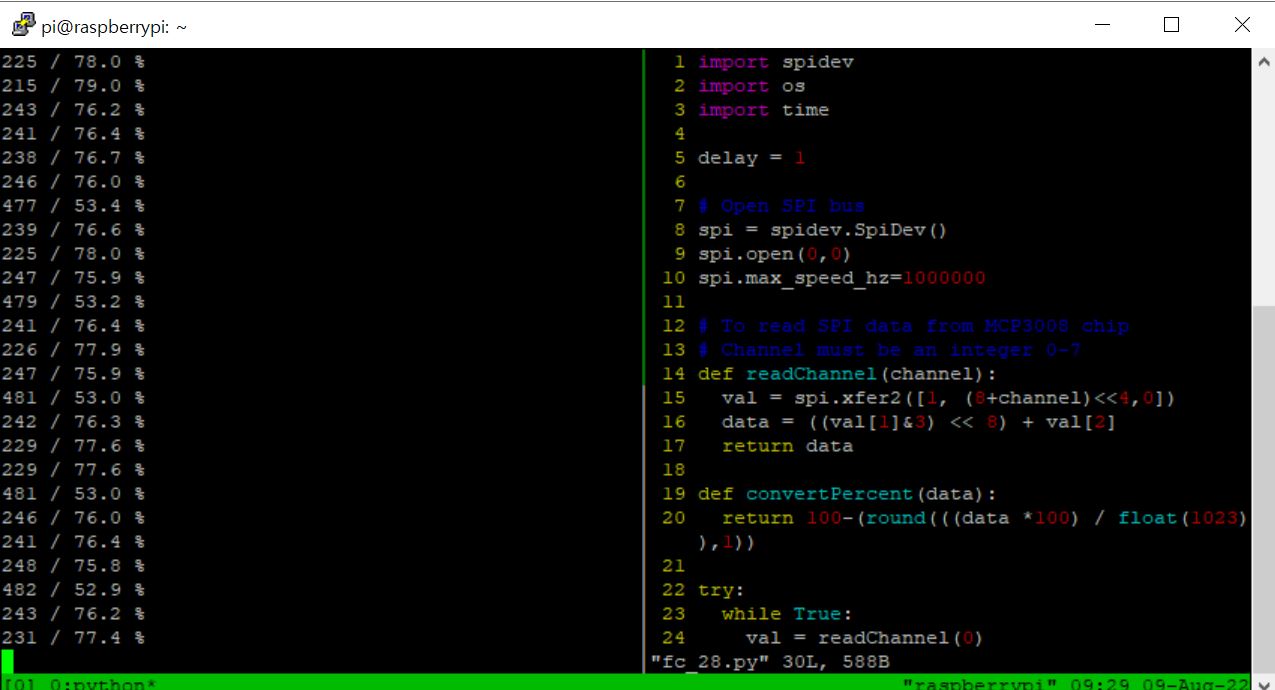 pi@raspberrypi: ~
225 / 78.0 %
215 / 79.0 %
243 / 76.2 %
241 / 76.4 %
238 / 76.7 %
246 / 76.0 %
477 / 53.4 %
239 / 76.6 %
225 / 78.0 %
247 / 75.9 %
479 / 53.2 %
241 / 76.4 %
226 / 77.9 %
247 / 75.9 %
481 / 53.0 %
242 / 76.3 %
229 / 77.6 %
229 / 77.6 %
481 / 53.0 %
246 / 76.0 %
241 / 76.4 %
248 / 75.8 %
482 / 52.9 %
243 / 76.2 %
231 / 77.4 %
1 import spidev
2 import os
3 import time
4
5 delay = 1
6
7 # Open SPI bus
8 spi = spidev.SpiDev()
9 spi.open(0,0)
10 spi.max_speed_hz=1000000
11
12 # To read SPI data from MCP3008 chip
13 # Channel must be an integer 0-7
14 def readChannel(channel):
15   val = spi.xfer2([1, (8+channel)<<4,0])
16   data = ((val[1]&3) << 8) + val[2]
17   return data
18
19 def convertPercent(data):
20   return 100-(round(((data *100) / float(1023)
),1))
21
22 try:
23   while True:
24     val = readChannel(0)
"fc_28.py" 30L, 588B
[0] 0:python* "raspberrypi" 09:29 09-Aug-22